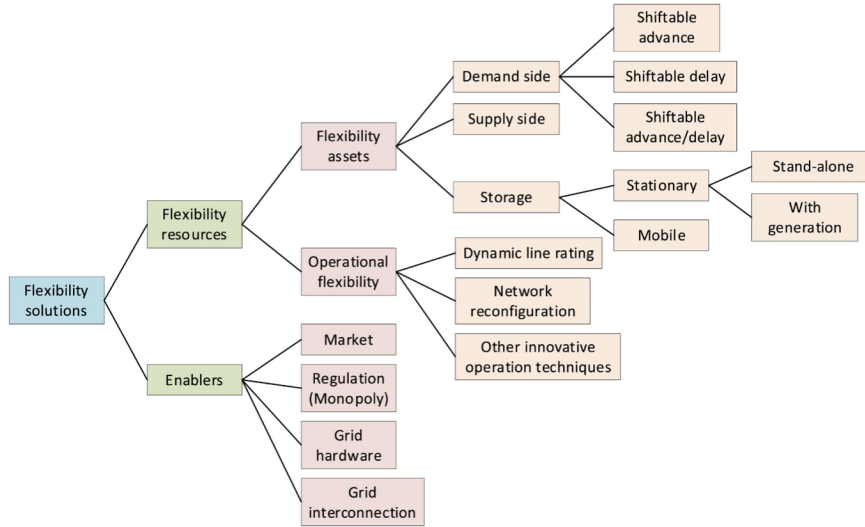 Flexibility
solutions
Flexibility
resources
Enablers
Flexibility
assets
Operational
flexibility
Market
Regulation
(Monopoly)
Grid
hardware
Grid
interconnection
Demand side
Supply side
Storage
Dynamic line rating
Network
reconfiguration
Other innovative
operation techniques
Shiftable
advance
Shiftable delay
Shiftable
advance/delay
Stationary
Mobile
Stand-alone
With
generation